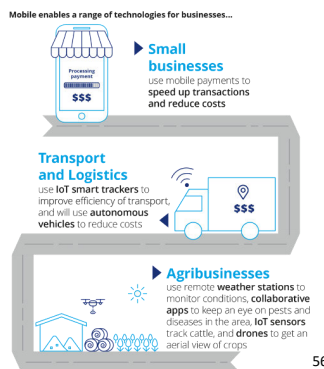 Mobile enables a range of technologies for businesses...
Processing
payment
$$$
Small
businesses
use mobile payments to
speed up transactions
and reduce costs
Transport
and Logistics
use IoT smart trackers to
improve efficiency of transport,
and will use autonomous
vehicles to reduce costs
$$$
Agribusinesses
use remote weather stations to
monitor conditions, collaborative
apps to keep an eye on pests and
diseases in the area, IoT sensors
track cattle, and drones to get an
aerial view of crops
56